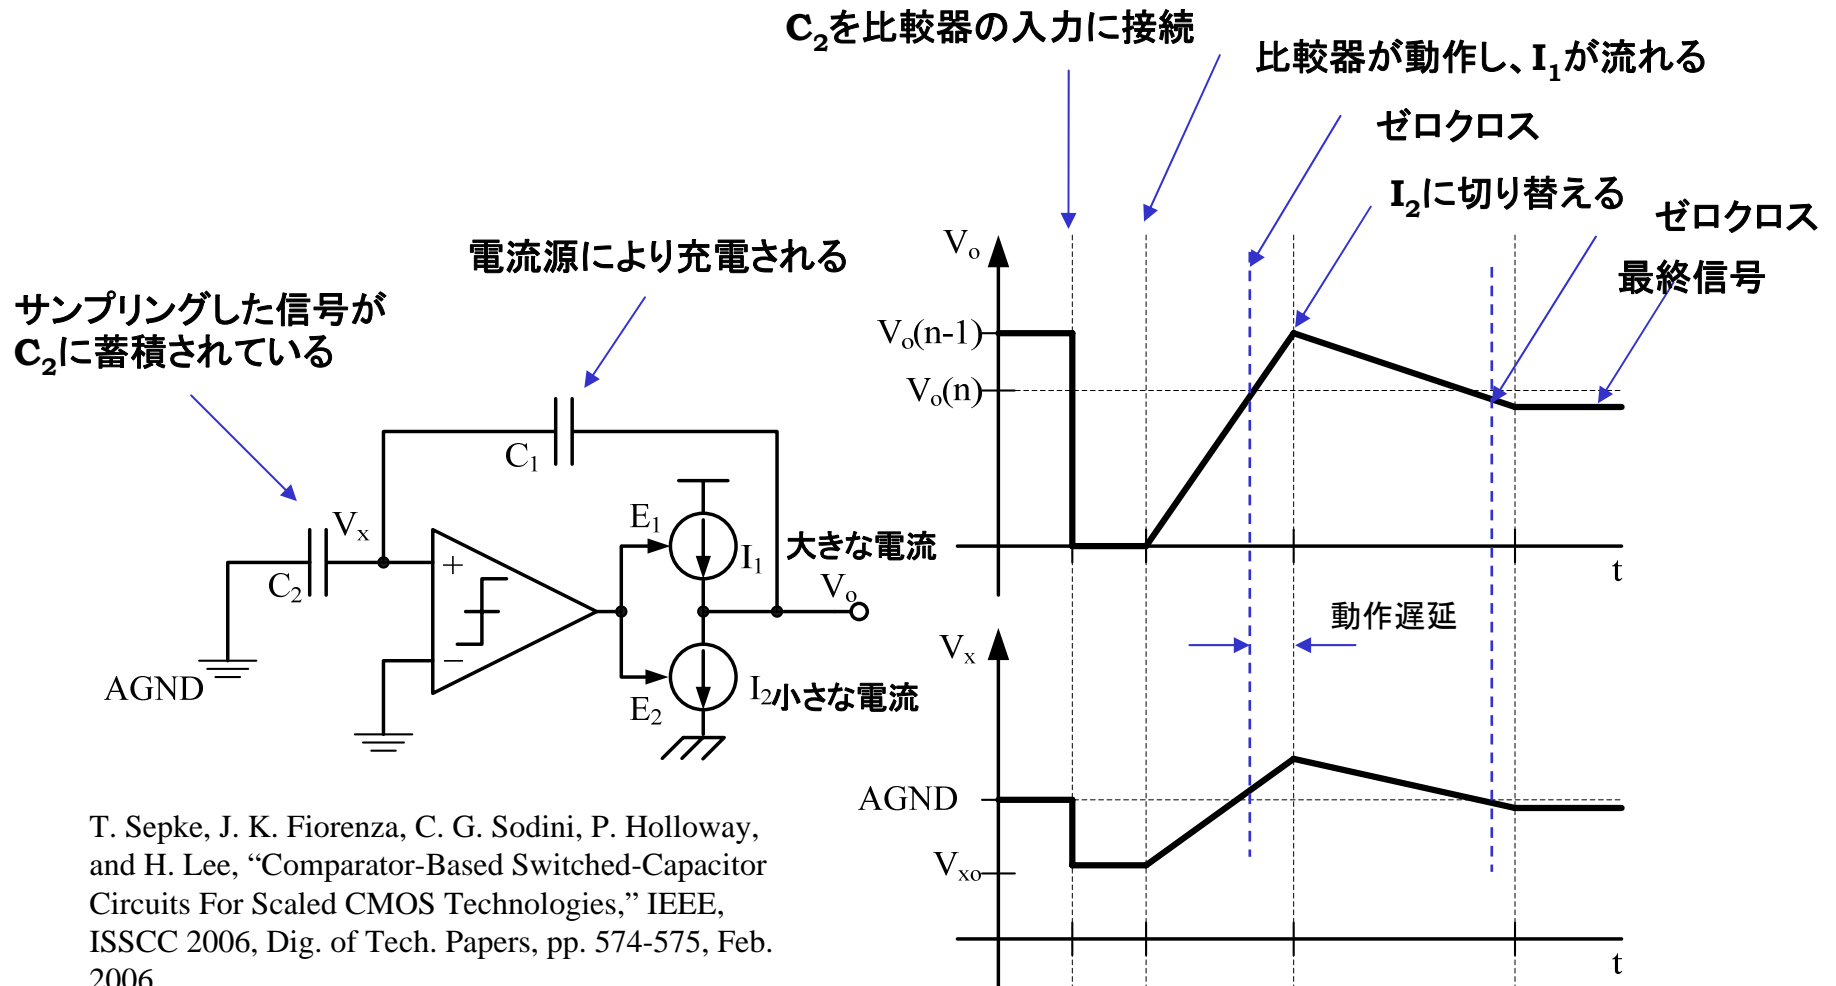 C₂を比較器の入力に接続
比較器が動作し、I₁が流れる
ゼロクロス
I₂に切り替える
ゼロクロス
最終信号
電流源により充電される
サンプリングした信号が
C₂に蓄積されている
Vₒ
Vₒ(n-1)
Vₒ(n)
t
C₁
Vₓ
C₂
+
−
AGND
E₁
I₁
大きな電流
Vₒ
E₂
I₂小さな電流
動作遅延
Vₓ
AGND
Vₓₒ
t
T. Sepke, J. K. Fiorenza, C. G. Sodini, P. Holloway,
and H. Lee, “Comparator-Based Switched-Capacitor
Circuits For Scaled CMOS Technologies,” IEEE,
ISSCC 2006, Dig. of Tech. Papers, pp. 574-575, Feb.
2006